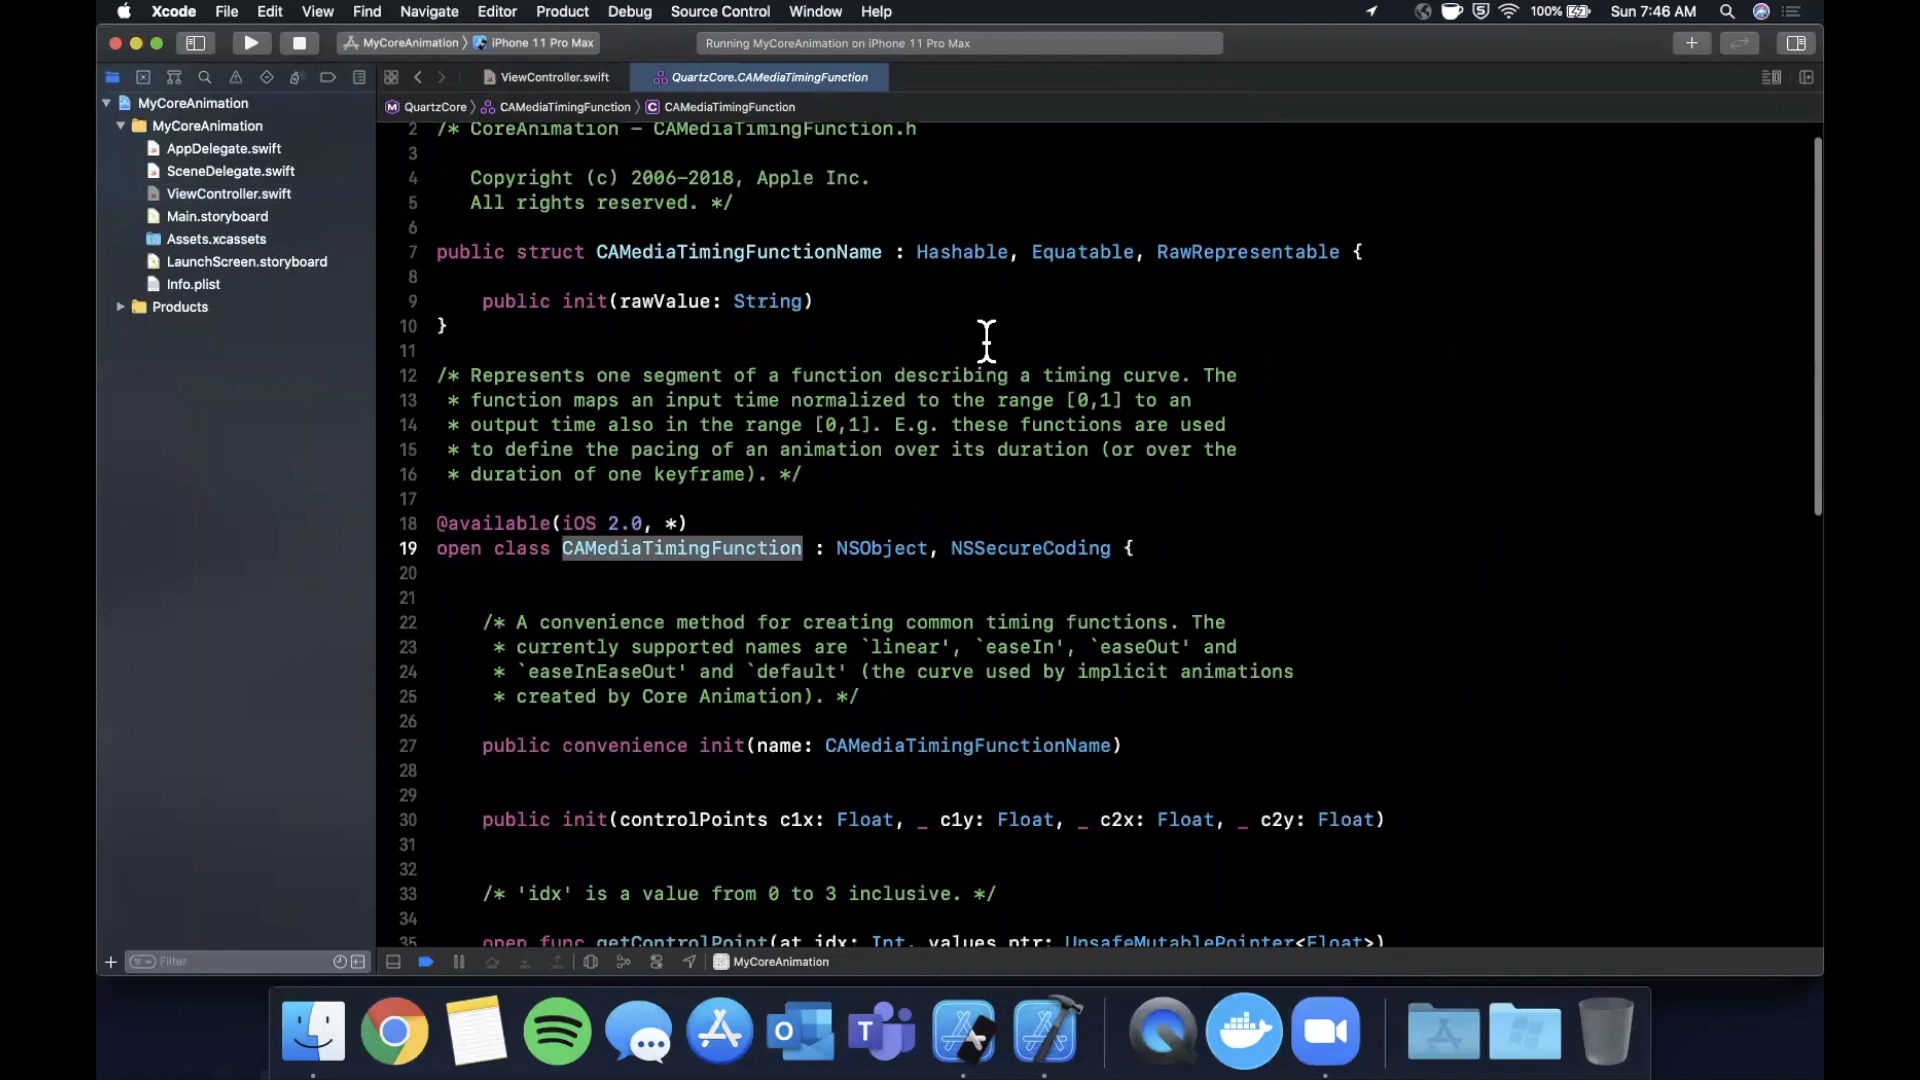 Xcode File Edit View Find Navigate Editor Product Debug Source Control Window Help 100% Sun 7:46 AM
MyCoreAnimation iPhone 11 Pro Max Running MyCoreAnimation on iPhone 11 Pro Max
ViewController.swift QuartzCore.CAMediaTimingFunction
QuartzCore CAMediaTimingFunction CAMediaTimingFunction
MyCoreAnimation
MyCoreAnimation
AppDelegate.swift
SceneDelegate.swift
ViewController.swift
Main.storyboard
Assets.xcassets
LaunchScreen.storyboard
Info.plist
Products
2 /* CoreAnimation – CAMediaTimingFunction.h
3
4 Copyright (c) 2006–2018, Apple Inc.
5 All rights reserved. */
6
7 public struct CAMediaTimingFunctionName : Hashable, Equatable, RawRepresentable {
8
9 public init(rawValue: String)
10 }
11
12 /* Represents one segment of a function describing a timing curve. The
13 * function maps an input time normalized to the range [0,1] to an
14 * output time also in the range [0,1]. E.g. these functions are used
15 * to define the pacing of an animation over its duration (or over the
16 * duration of one keyframe). */
17
18 @available(iOS 2.0, *)
19 open class CAMediaTimingFunction : NSObject, NSSecureCoding {
20
21
22 /* A convenience method for creating common timing functions. The
23 * currently supported names are `linear', `easeIn', `easeOut' and
24 * `easeInEaseOut' and `default' (the curve used by implicit animations
25 * created by Core Animation). */
26
27 public convenience init(name: CAMediaTimingFunctionName)
28
29
30 public init(controlPoints c1x: Float, _ c1y: Float, _ c2x: Float, _ c2y: Float)
31
32
33 /* 'idx' is a value from 0 to 3 inclusive. */
34
35 open func getControlPoint(at idx: Int, values ptr: UnsafeMutablePointer<Float>)
Filter
MyCoreAnimation